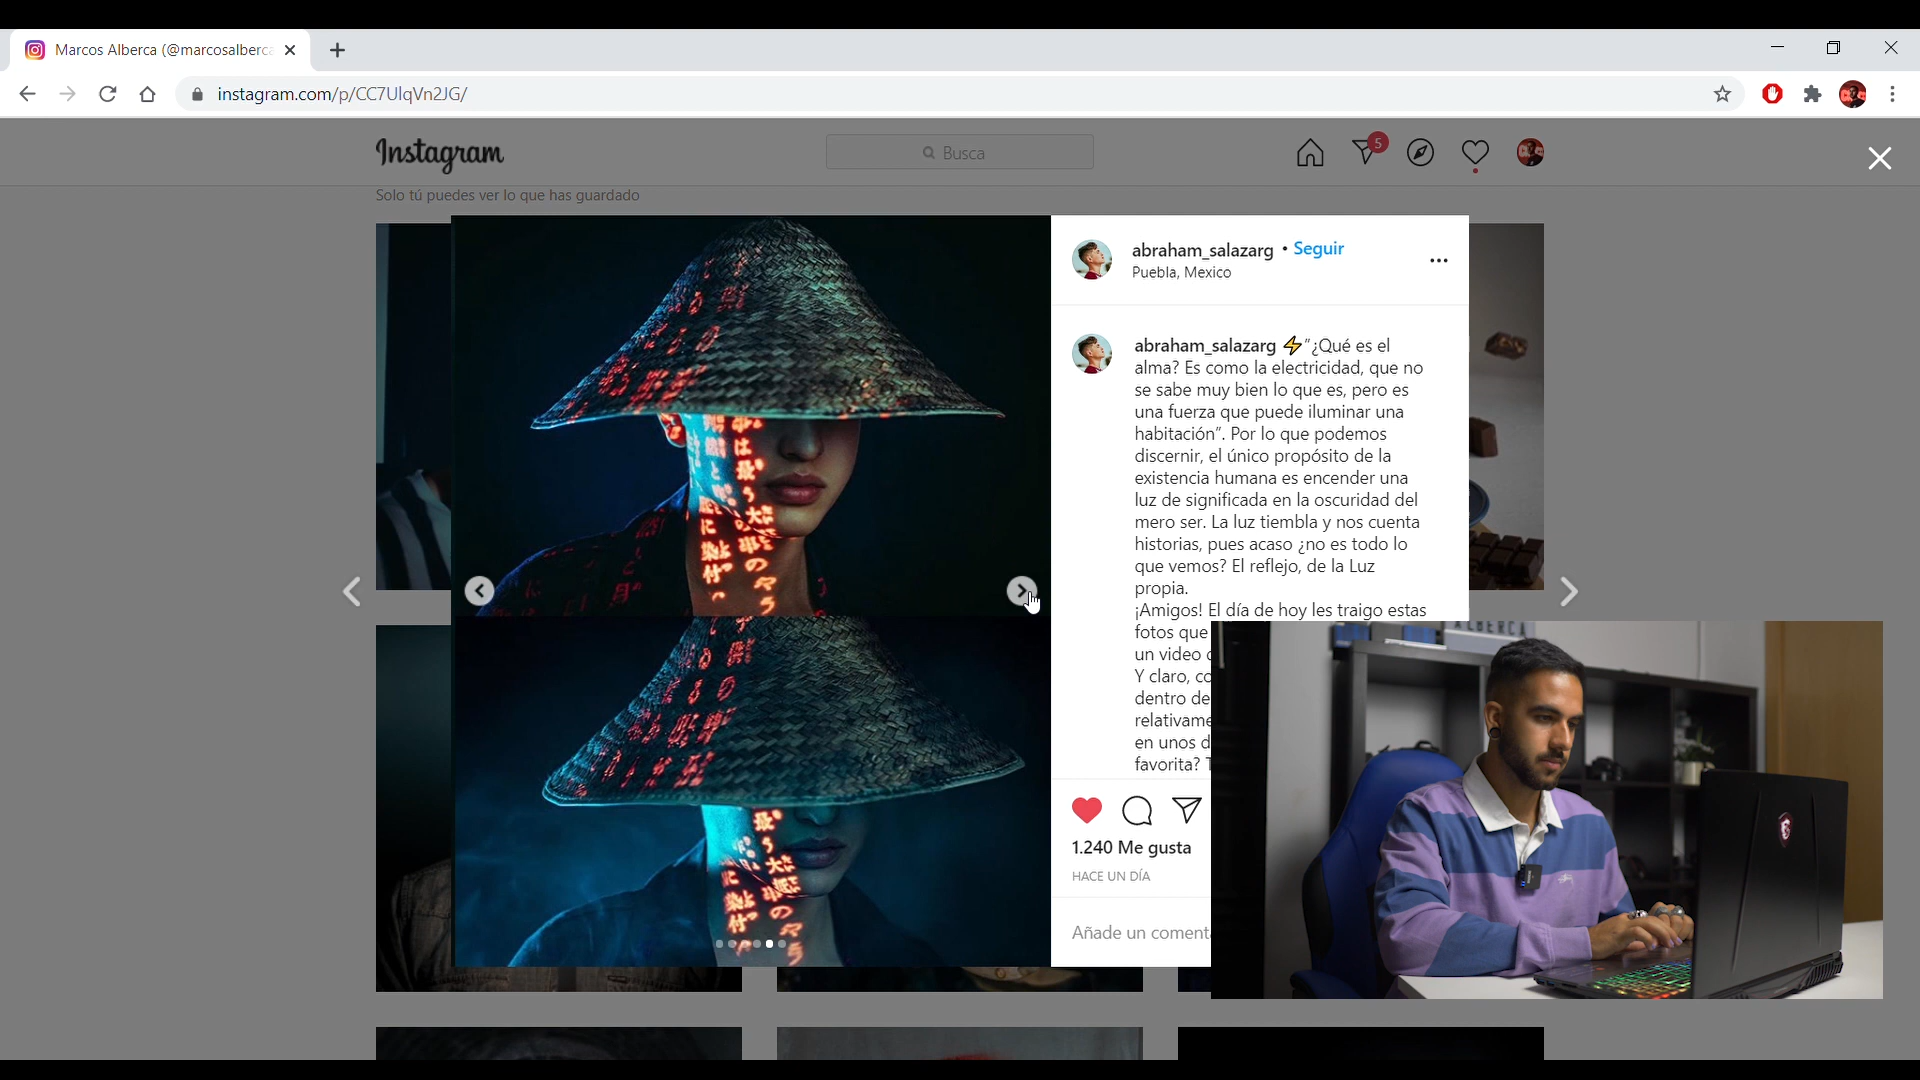 Marcos Alberca (@marcosalberca
instagram.com/p/CC7UlqVn2JG/
Instagram
Busca
5
Solo tú puedes ver lo que has guardado
abraham_salazarg • Seguir
Puebla, Mexico
abraham_salazarg ⚡"¿Qué es el
alma? Es como la electricidad, que no
se sabe muy bien lo que es, pero es
una fuerza que puede iluminar una
habitación". Por lo que podemos
discernir, el único propósito de la
existencia humana es encender una
luz de significada en la oscuridad del
mero ser. La luz tiembla y nos cuenta
historias, pues acaso ¿no es todo lo
que vemos? El reflejo, de la Luz
propia.
¡Amigos! El día de hoy les traigo estas
fotos que
un video
Y claro, co
dentro de
relativame
en unos d
favorita? T
1.240 Me gusta
HACE UN DÍA
Añade un coment
ALBERCA